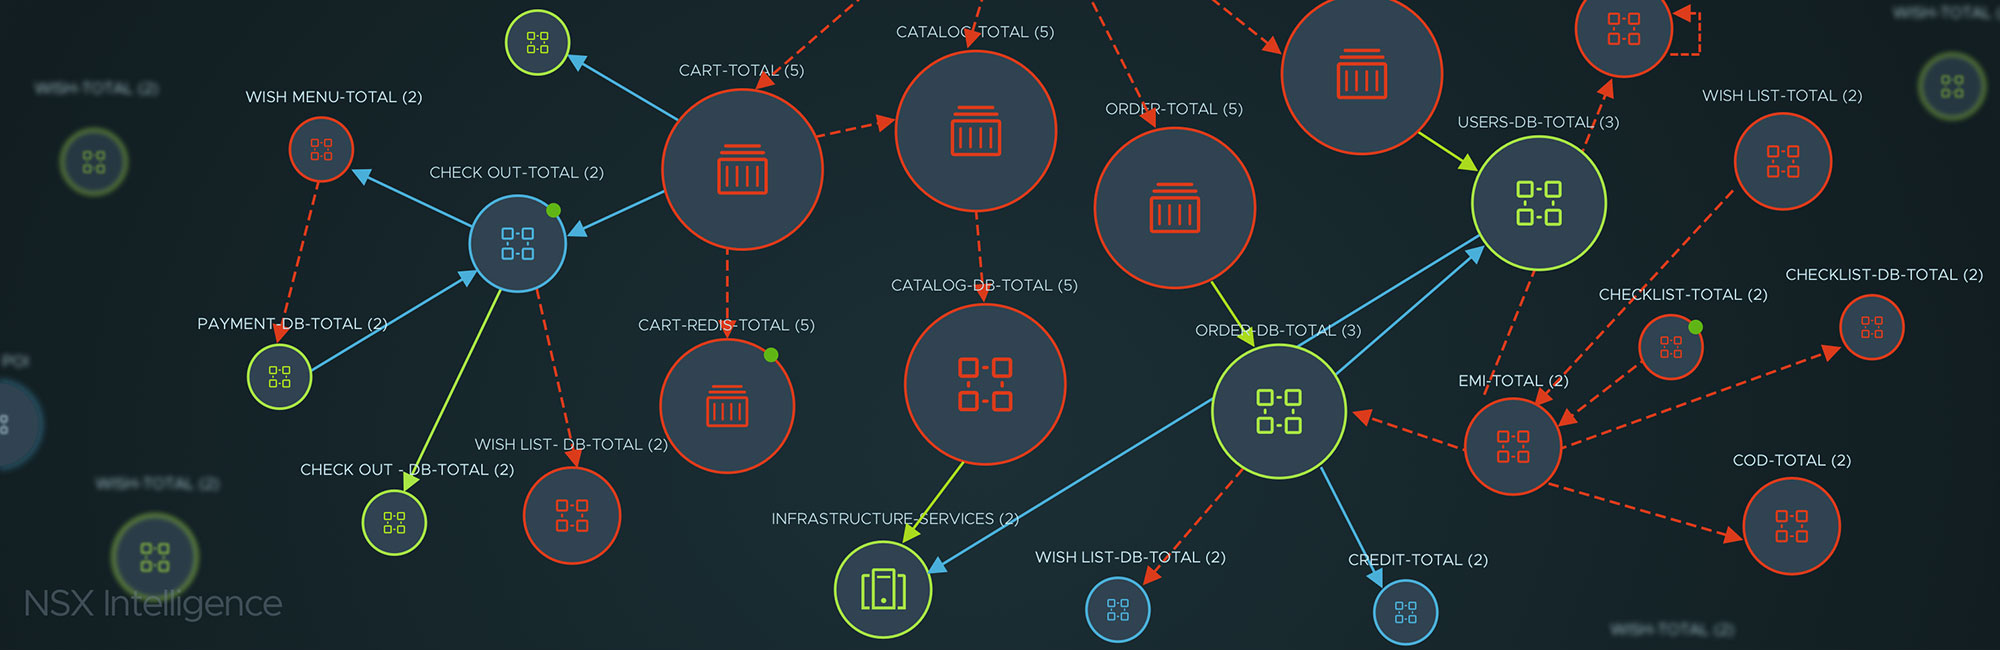 WISH-TOTAL (2)
CATALOG-TOTAL (5)
CART-TOTAL (5)
WISH-TOTAL (2)
WISH MENU-TOTAL (2)
WISH LIST-TOTAL (2)
ORDER-TOTAL (5)
USERS-DB-TOTAL (3)
CHECK OUT-TOTAL (2)
CHECKLIST-DB-TOTAL (2)
CATALOG-DB-TOTAL (5)
CHECKLIST-TOTAL (2)
PAYMENT-DB-TOTAL (2)
CART-REDIS-TOTAL (5)
ORDER-DB-TOTAL (3)
POI
EMI-TOTAL (2)
WISH LIST- DB-TOTAL (2)
COD-TOTAL (2)
CHECK OUT - DB-TOTAL (2)
WISH-TOTAL (2)
INFRASTRUCTURE-SERVICES (2)
WISH LIST-DB-TOTAL (2)
CREDIT-TOTAL (2)
NSX Intelligence
WISH-TOTAL (2)